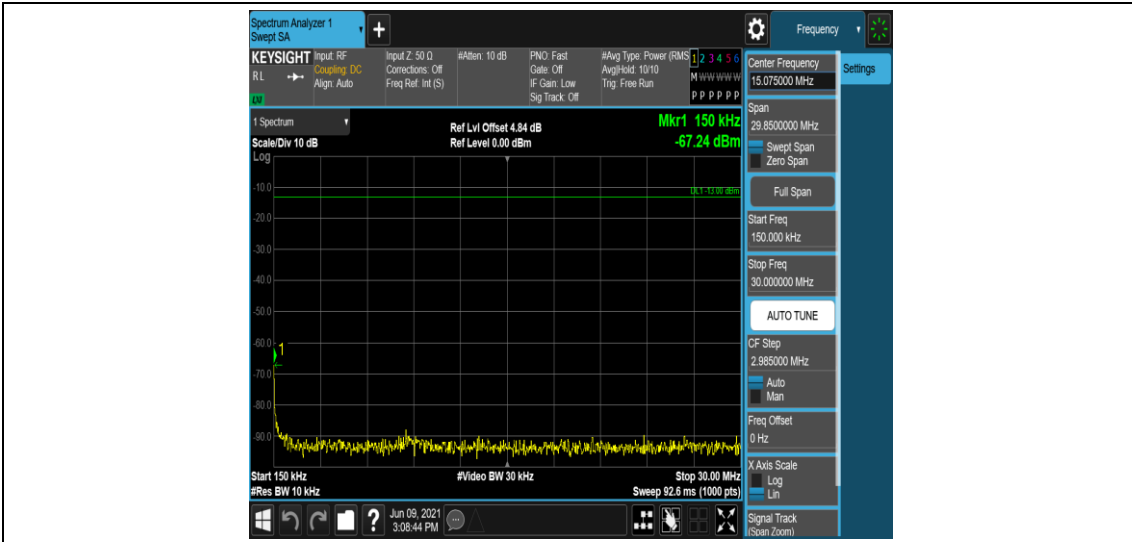 Spectrum Analyzer 1
Swept SA
+
Frequency
KEYSIGHT
RL
LXI
Input: RF
Coupling: DC
Align: Auto
Input Z: 50 Ω
Corrections: Off
Freq Ref: Int (S)
#Atten: 10 dB
PNO: Fast
Gate: Off
IF Gain: Low
Sig Track: Off
#Avg Type: Power (RMS
Avg|Hold: 10/10
Trig: Free Run
1 2 3 4 5 6
M W W W W W
P P P P P P
1 Spectrum
Scale/Div 10 dB
Log
Ref Lvl Offset 4.84 dB
Ref Level 0.00 dBm
Mkr1 150 kHz
-67.24 dBm
DL1 -13.00 dBm
-10.0
-20.0
-30.0
-40.0
-50.0
-60.0
1
-70.0
-80.0
-90.0
Start 150 kHz
#Res BW 10 kHz
#Video BW 30 kHz
Stop 30.00 MHz
Sweep 92.6 ms (1000 pts)
?
Jun 09, 2021
3:08:44 PM
Center Frequency
15.075000 MHz
Settings
Span
29.8500000 MHz
Swept Span
Zero Span
Full Span
Start Freq
150.000 kHz
Stop Freq
30.000000 MHz
AUTO TUNE
CF Step
2.985000 MHz
Auto
Man
Freq Offset
0 Hz
X Axis Scale
Log
Lin
Signal Track
(Span Zoom)